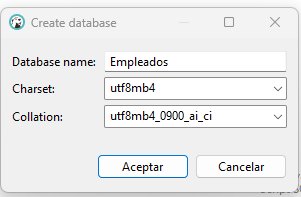 Create database
Database name: Empleados
Charset: utf8mb4
Collation: utf8mb4_0900_ai_ci
Aceptar Cancelar